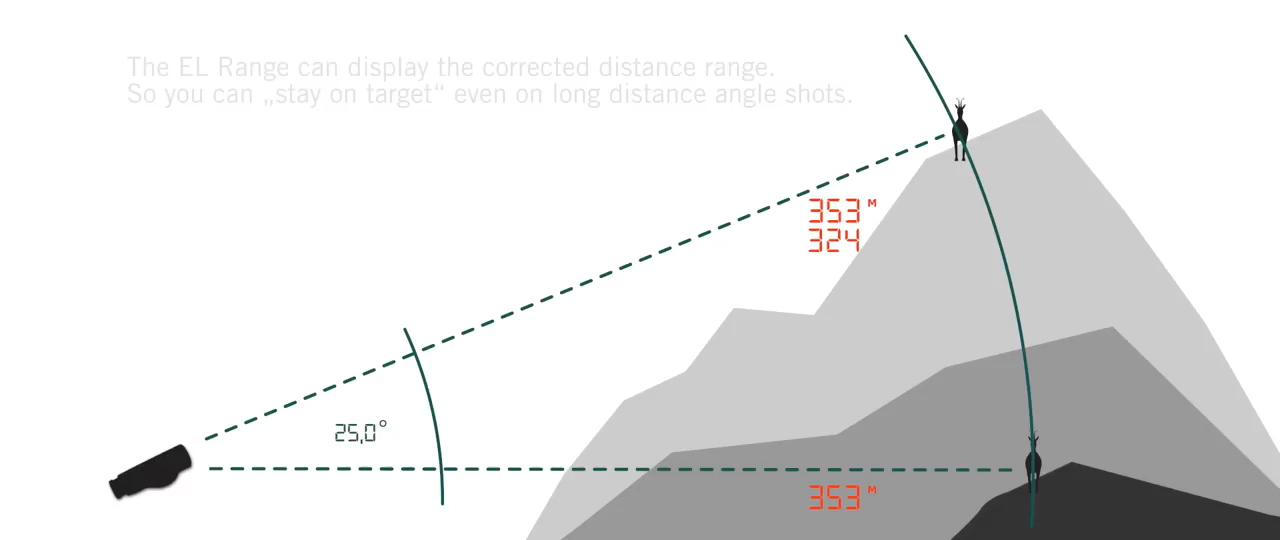 The EL Range can display the corrected distance range.
So you can „stay on target“ even on long distance angle shots.
353 M
324
25,0°
353 M